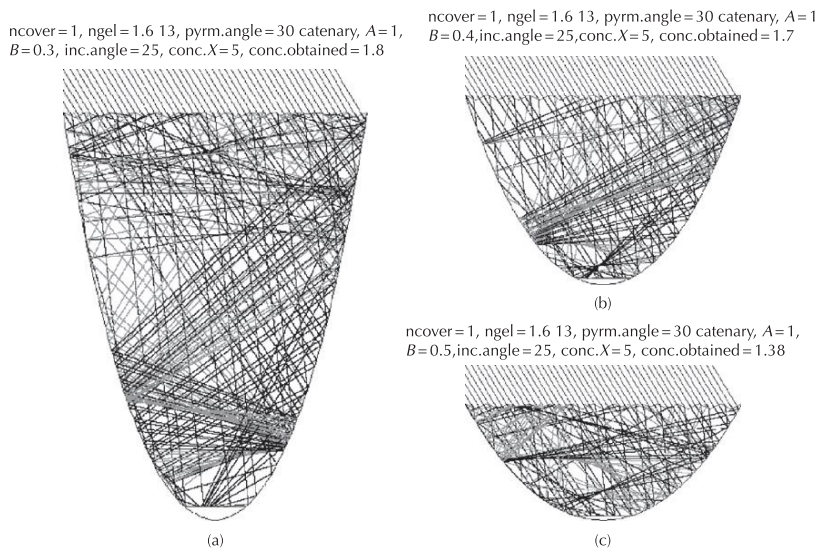 ncover=1, ngel=1.6 13, pyrm.angle=30 catenary, A=1,
B=0.3, inc.angle=25, conc.X=5, conc.obtained=1.8
(a)
ncover=1, ngel=1.6 13, pyrm.angle=30 catenary, A=1
B=0.4,inc.angle=25,conc.X=5, conc.obtained=1.7
(b)
ncover=1, ngel=1.6 13, pyrm.angle=30 catenary, A=1,
B=0.5,inc.angle=25, conc.X=5, conc.obtained=1.38
(c)